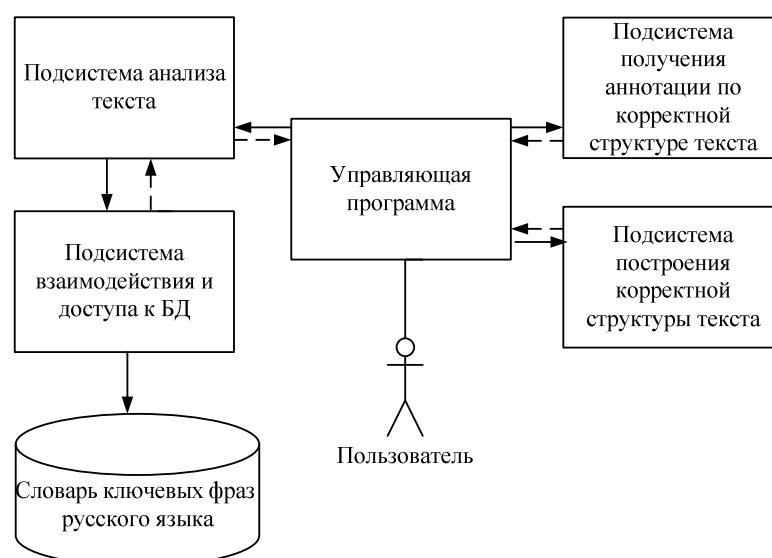 Подсистема анализа
текста
Подсистема
получения
аннотации по
корректной
структуре текста
Управляющая
программа
Подсистема
взаимодействия и
доступа к БД
Подсистема
построения
корректной
структуры текста
Пользователь
Словарь ключевых фраз
русского языка